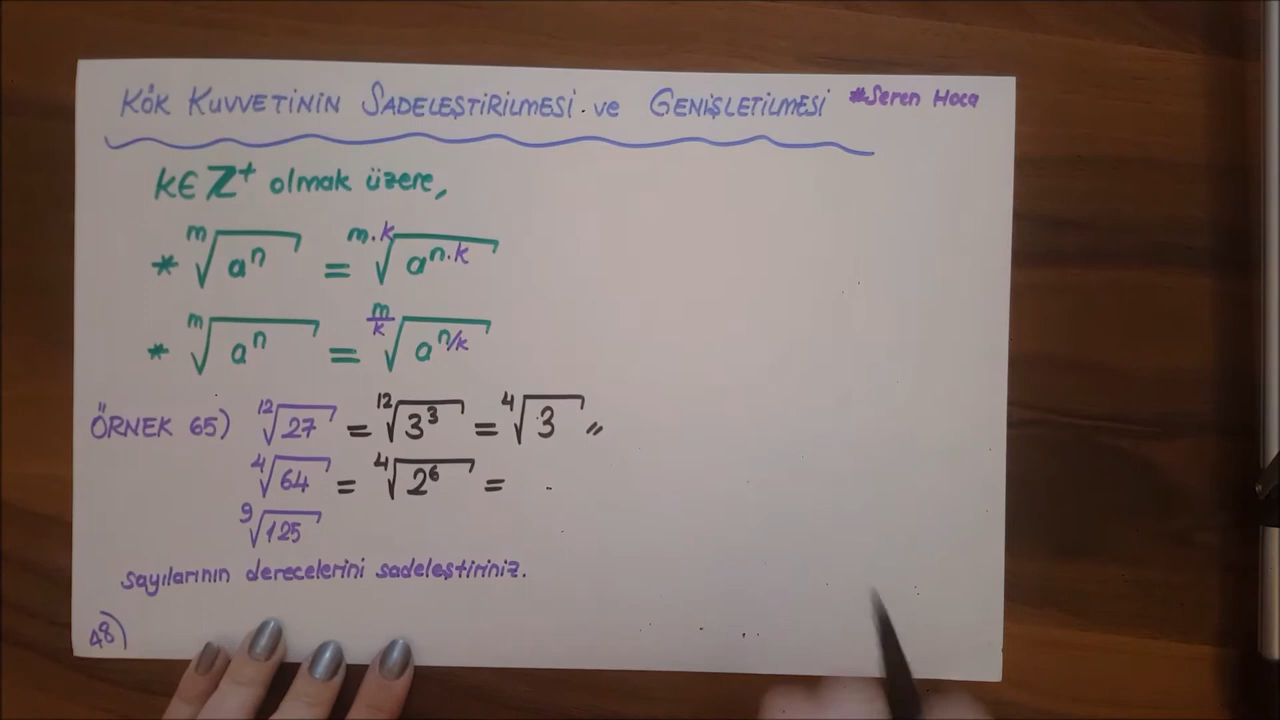 KÖK KUVVETİNİN SADELEŞTİRİLMESİ ve GENİŞLETİLMESİ #Seren Hoca
k∈Z⁺ olmak üzere,
* ᵐ√aⁿ = ᵐ·ᵏ√aⁿ·ᵏ
* ᵐ√aⁿ = ᵐ/ᵏ√aⁿ/ᵏ
ÖRNEK 65) ¹²√27 = ¹²√3³ = ⁴√3 //
⁴√64 = ⁴√2⁶ =
⁹√125
sayılarının derecelerini sadeleştiriniz.
48)